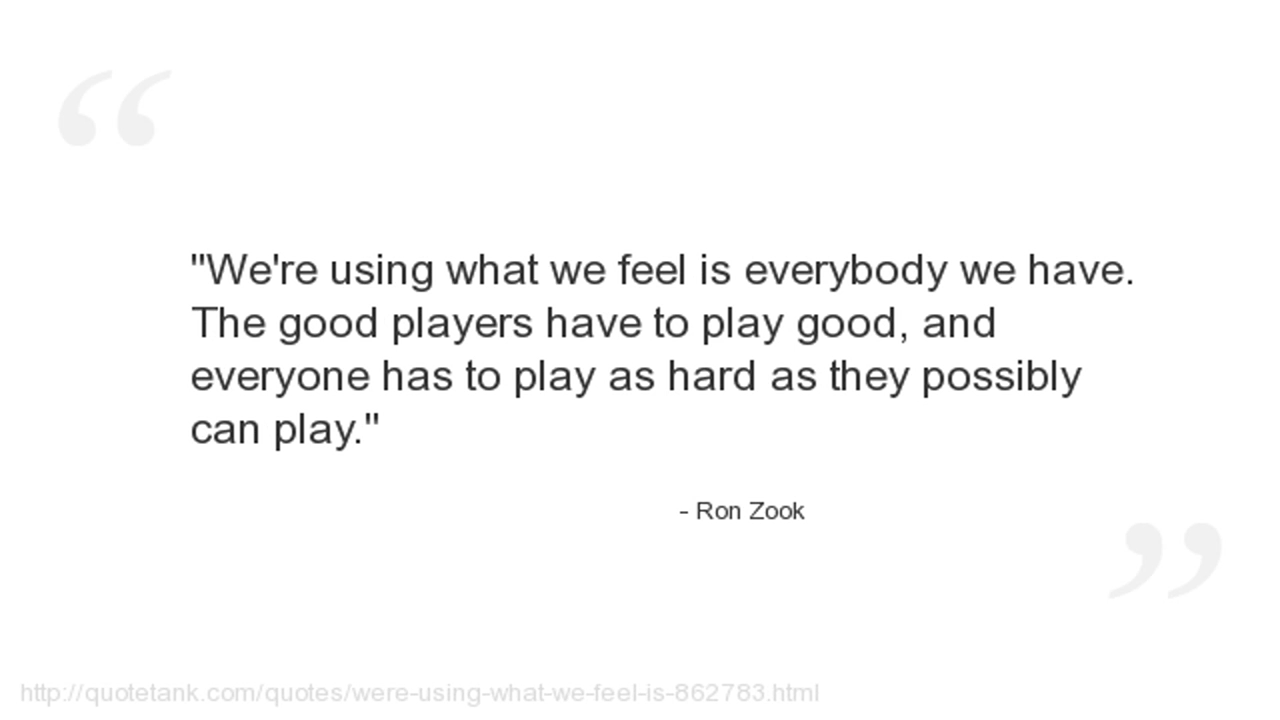 "We're using what we feel is everybody we have.
The good players have to play good, and
everyone has to play as hard as they possibly
can play."
- Ron Zook
http://quotetank.com/quotes/were-using-what-we-feel-is-862783.html